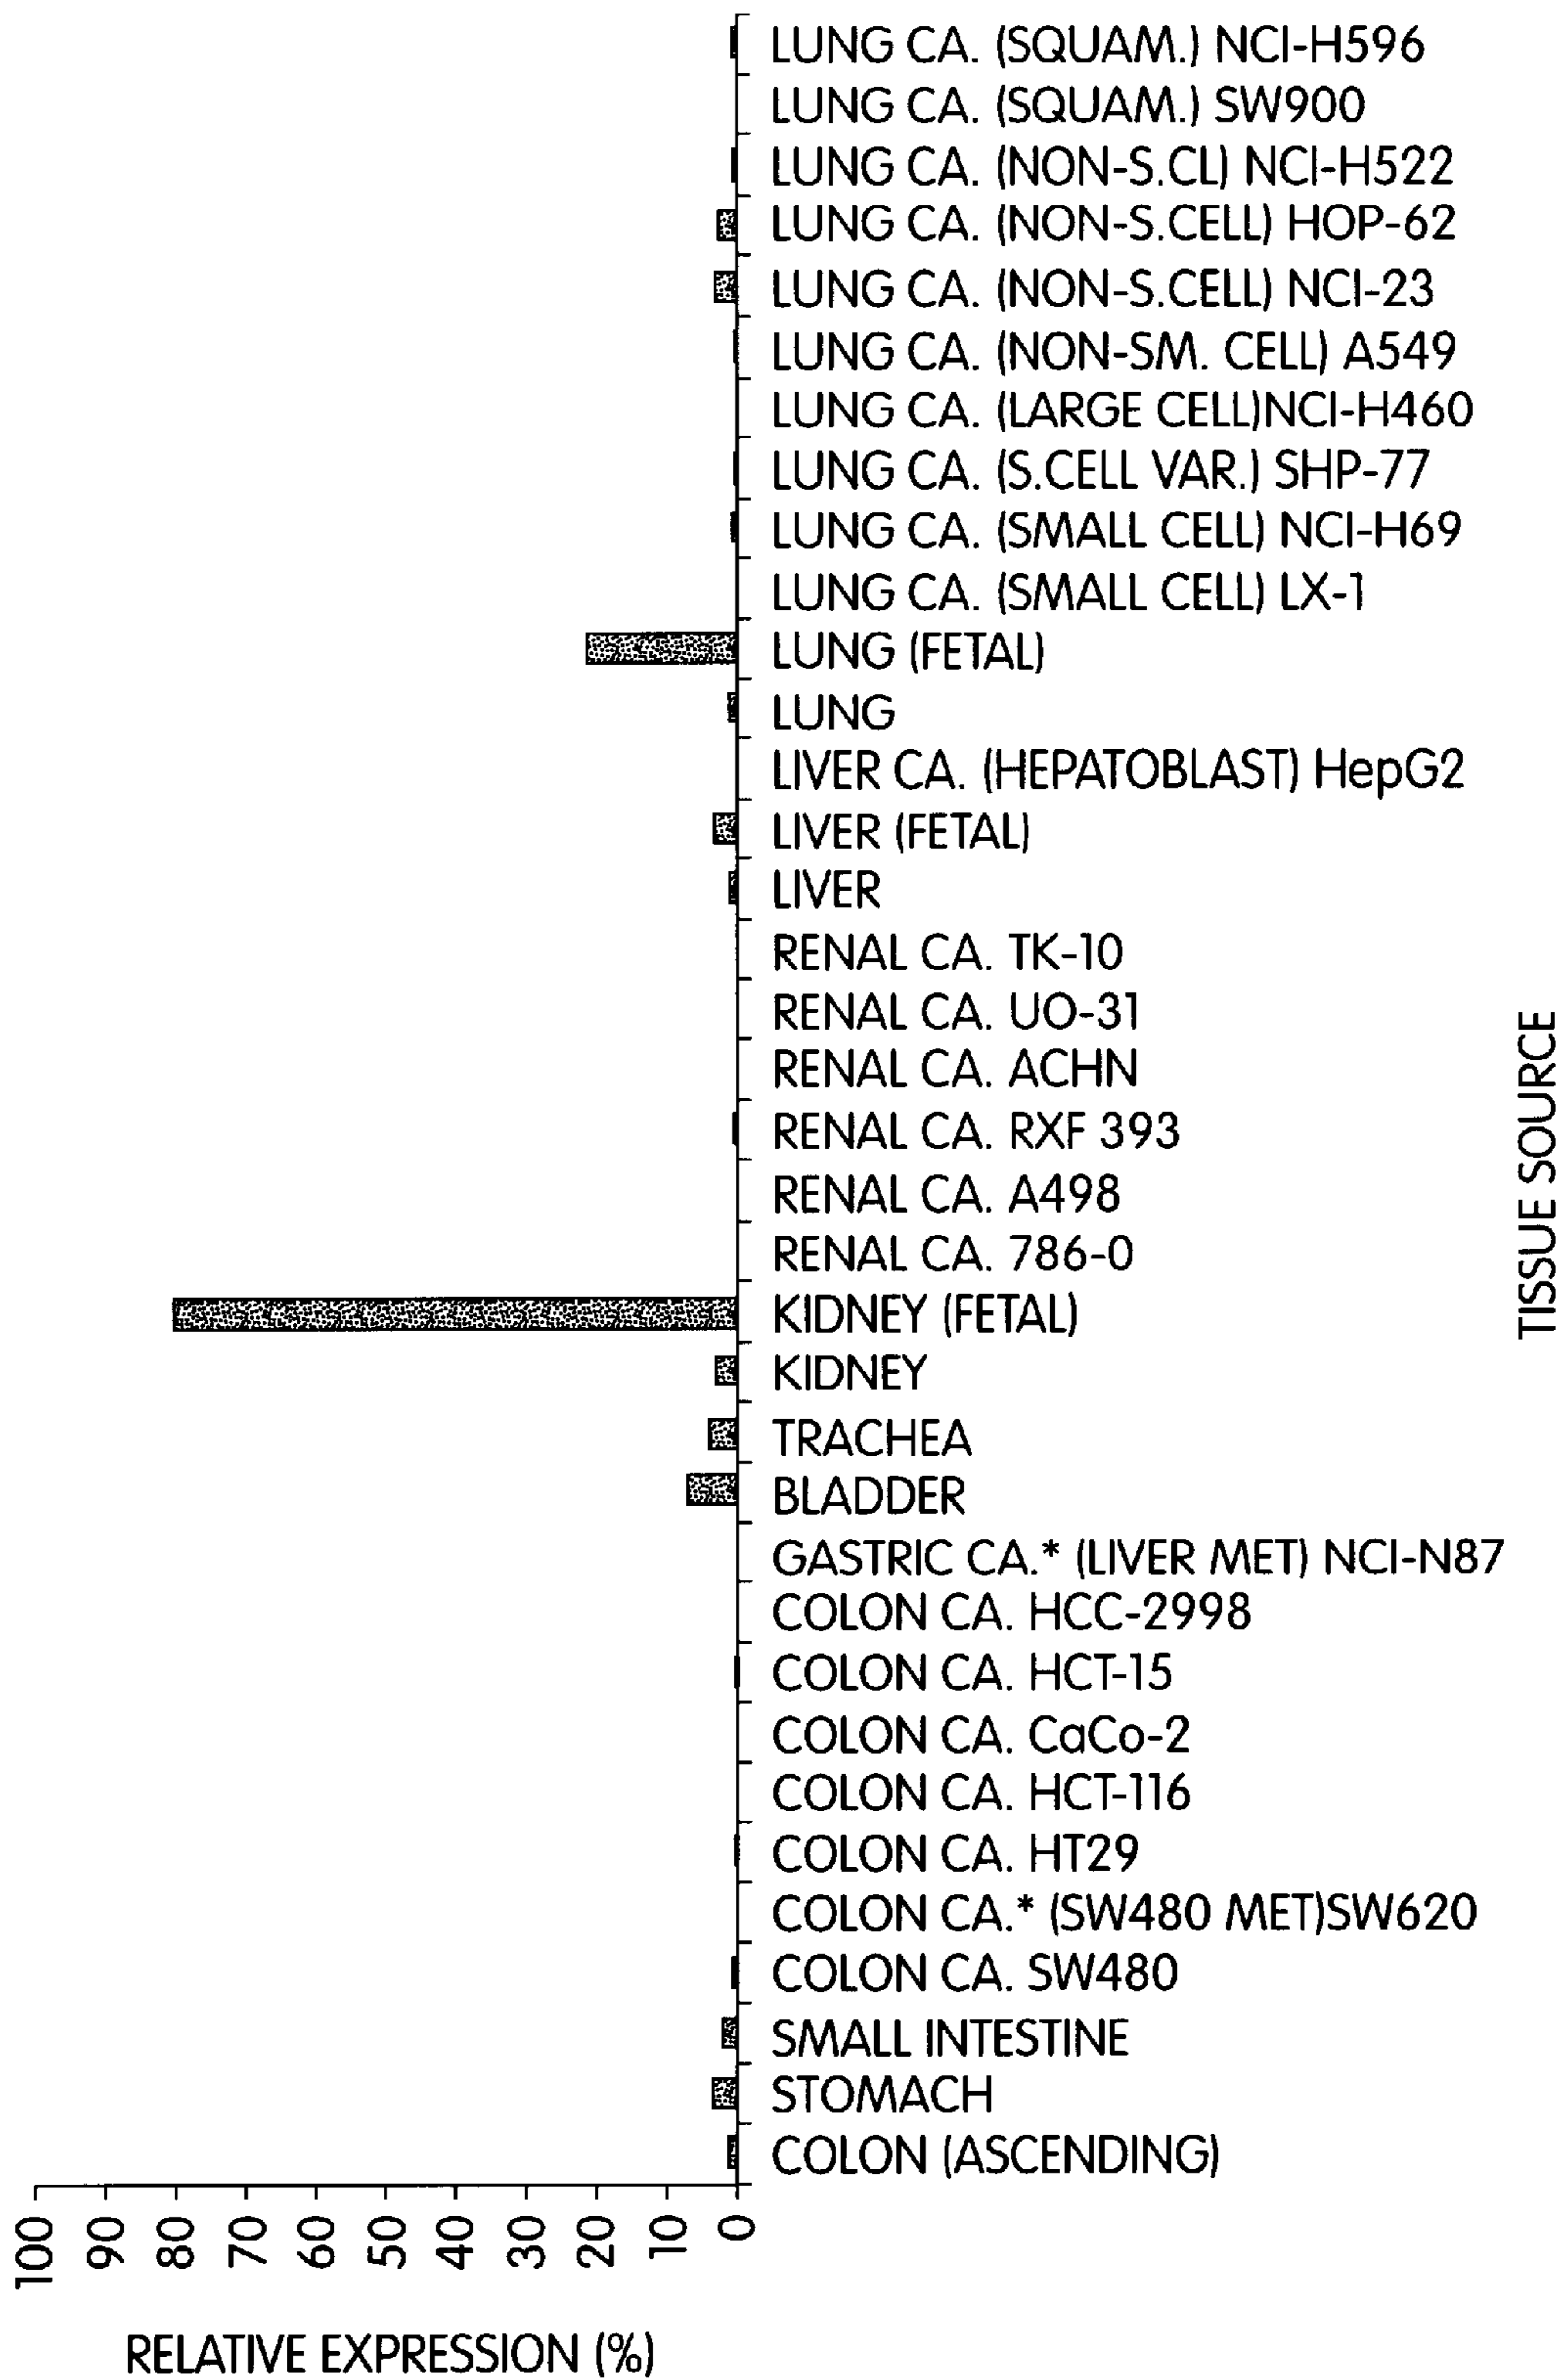 LUNG CA. (SQUAM.) NCI-H596
LUNG CA. (SQUAM.) SW900
LUNG CA. (NON-S.CL) NCI-H522
LUNG CA. (NON-S.CELL) HOP-62
LUNG CA. (NON-S.CELL) NCI-23
LUNG CA. (NON-SM. CELL) A549
LUNG CA. (LARGE CELL)NCI-H460
LUNG CA. (S.CELL VAR.) SHP-77
LUNG CA. (SMALL CELL) NCI-H69
LUNG CA. (SMALL CELL) LX-1
LUNG (FETAL)
LUNG
LIVER CA. (HEPATOBLAST) HepG2
LIVER (FETAL)
LIVER
RENAL CA. TK-10
RENAL CA. UO-31
RENAL CA. ACHN
RENAL CA. RXF 393
RENAL CA. A498
RENAL CA. 786-0
KIDNEY (FETAL)
KIDNEY
TRACHEA
BLADDER
GASTRIC CA.* (LIVER MET) NCI-N87
COLON CA. HCC-2998
COLON CA. HCT-15
COLON CA. CaCo-2
COLON CA. HCT-116
COLON CA. HT29
COLON CA.* (SW480 MET)SW620
COLON CA. SW480
SMALL INTESTINE
STOMACH
COLON (ASCENDING)
TISSUE SOURCE
100
90
80
70
60
50
40
30
20
10
0
RELATIVE EXPRESSION (%)